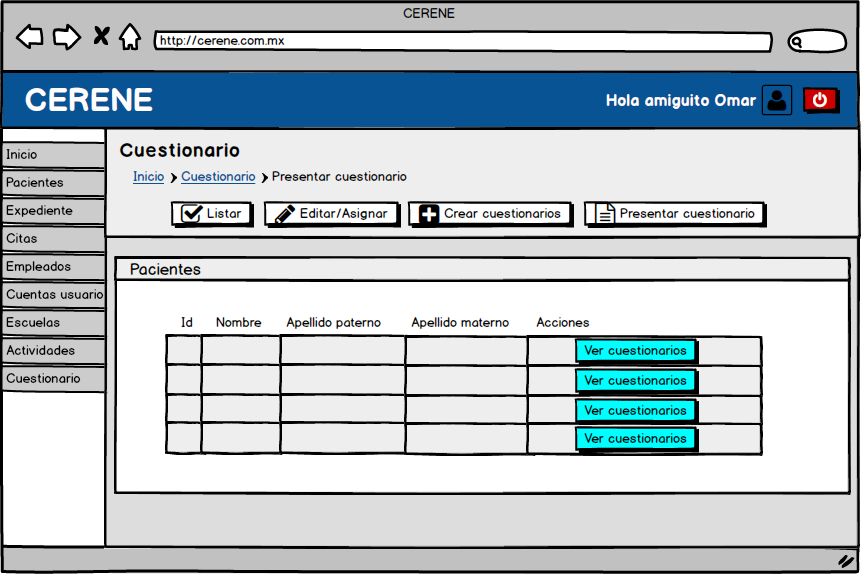 CERENE
http://cerene.com.mx
CERENE
Hola amiguito Omar
Inicio
Pacientes
Expediente
Citas
Empleados
Cuentas usuario
Escuelas
Actividades
Cuestionario
Cuestionario
Inicio Cuestionario Presentar cuestionario
Listar Editar/Asignar Crear cuestionarios Presentar cuestionario
Pacientes
Id Nombre Apellido paterno Apellido materno Acciones
Ver cuestionarios
Ver cuestionarios
Ver cuestionarios
Ver cuestionarios